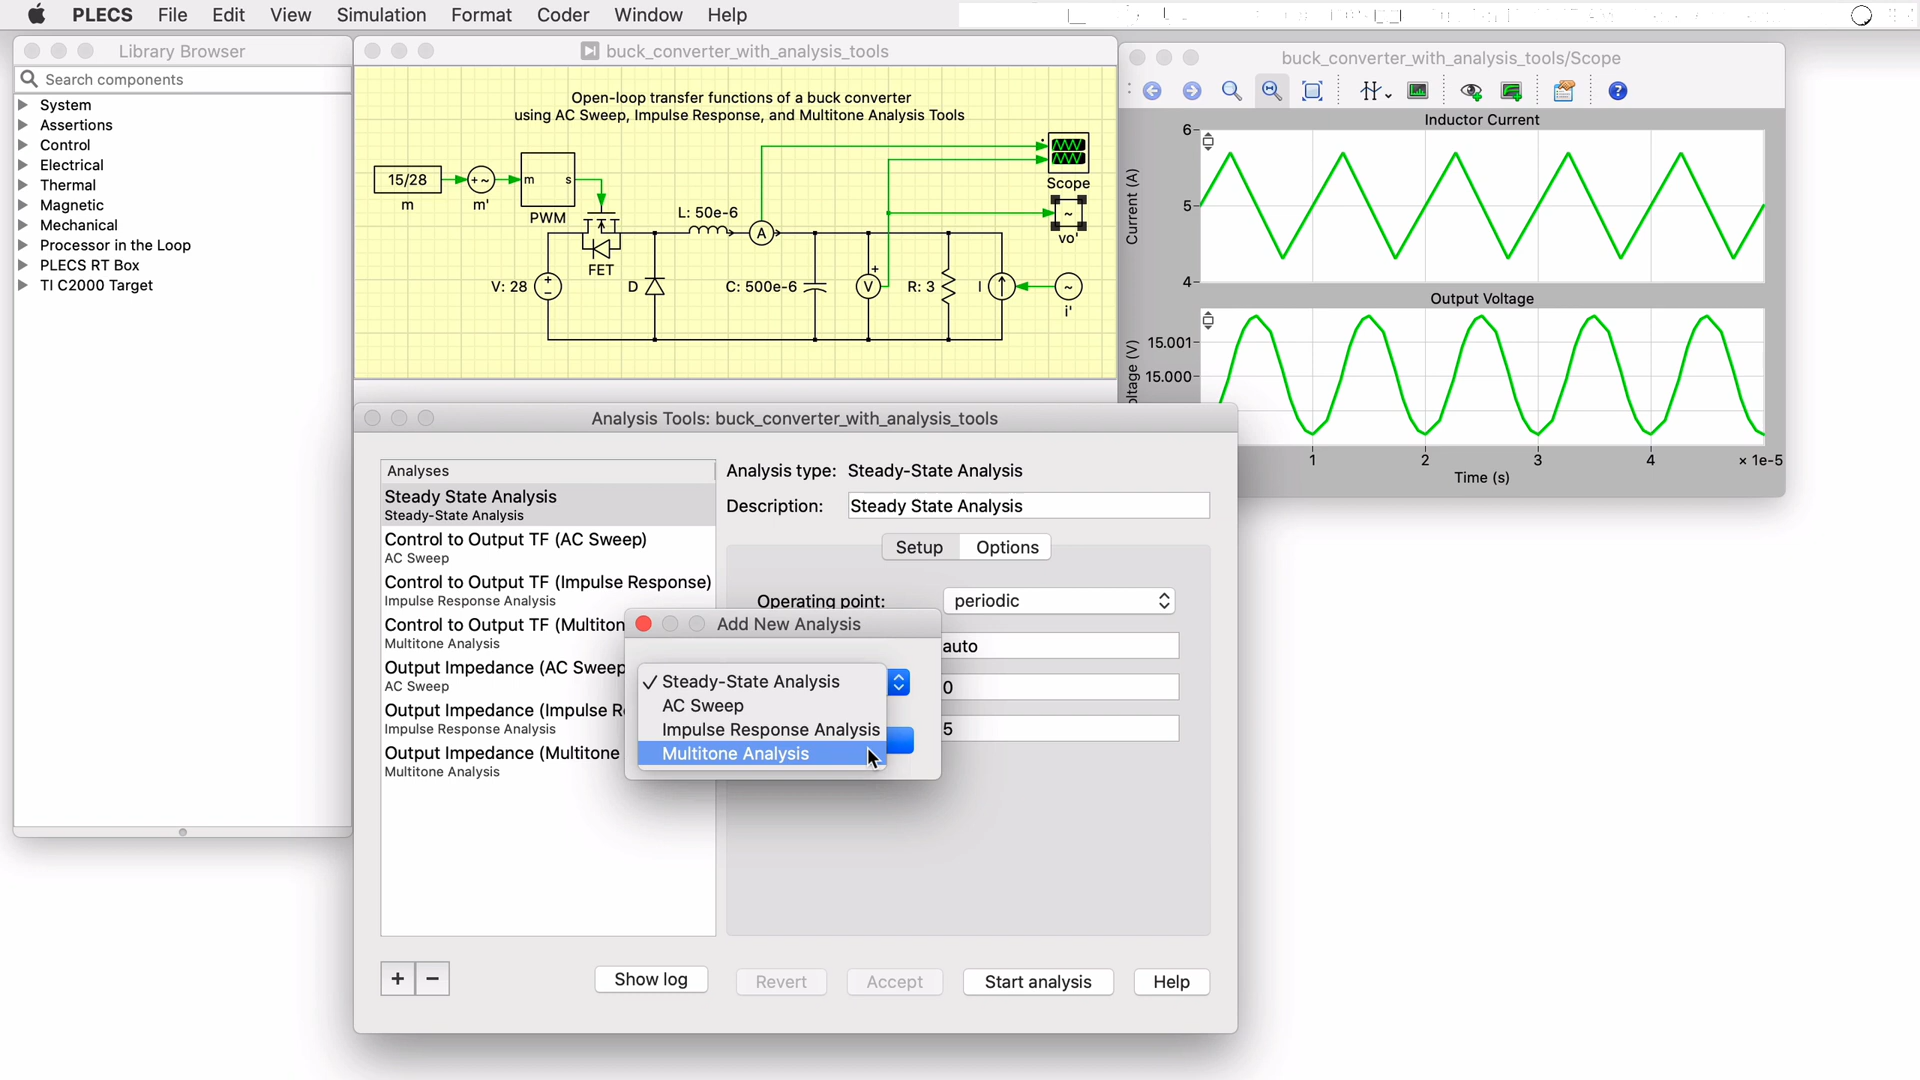 PLECS File Edit View Simulation Format Coder Window Help
Library Browser
Search components
System
Assertions
Control
Electrical
Thermal
Magnetic
Mechanical
Processor in the Loop
PLECS RT Box
TI C2000 Target
buck_converter_with_analysis_tools
Open-loop transfer functions of a buck converter
using AC Sweep, Impulse Response, and Multitone Analysis Tools
15/28
m
+~
m'
m s
PWM
FET
V: 28
D
L: 50e-6
A
C: 500e-6
V
R: 3
I
~
i'
Scope
~
vo'
buck_converter_with_analysis_tools/Scope
Inductor Current
Current (A)
6
5
4
Output Voltage
oltage (V)
15.001
15.000
1 2 3 4 × 1e-5
Time (s)
Analysis Tools: buck_converter_with_analysis_tools
Analyses
Steady State Analysis
Steady-State Analysis
Control to Output TF (AC Sweep)
AC Sweep
Control to Output TF (Impulse Response)
Impulse Response Analysis
Control to Output TF (Multiton
Multitone Analysis
Output Impedance (AC Sweep
AC Sweep
Output Impedance (Impulse R
Impulse Response Analysis
Output Impedance (Multitone
Multitone Analysis
Analysis type: Steady-State Analysis
Description: Steady State Analysis
Setup Options
Operating point: periodic
auto
0
5
Add New Analysis
✓ Steady-State Analysis
AC Sweep
Impulse Response Analysis
Multitone Analysis
+ −
Show log Revert Accept Start analysis Help